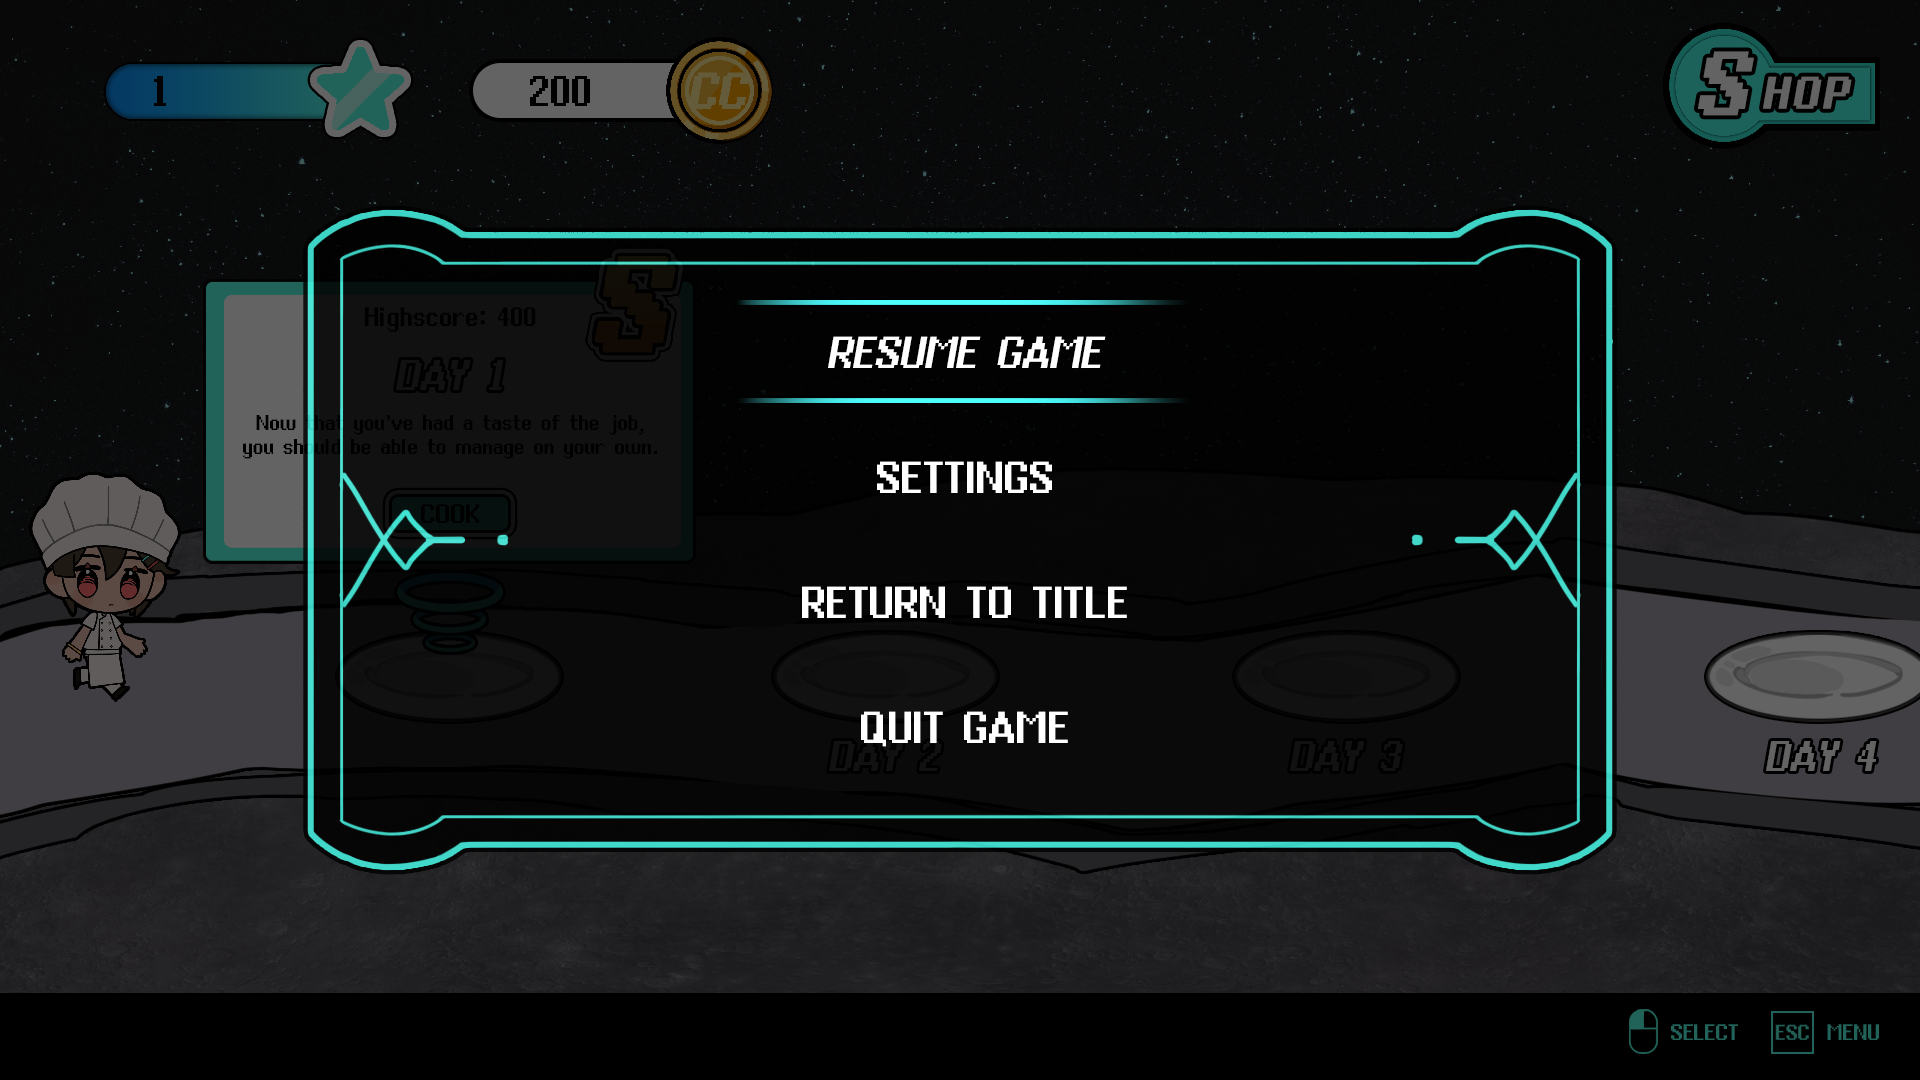 1
200
CC
SHOP
Highscore: 400
S
DAY 1
Now that you've had a taste of the job,
you should be able to manage on your own.
COOK
RESUME GAME
SETTINGS
RETURN TO TITLE
QUIT GAME
DAY 2
DAY 3
DAY 4
SELECT
ESC MENU